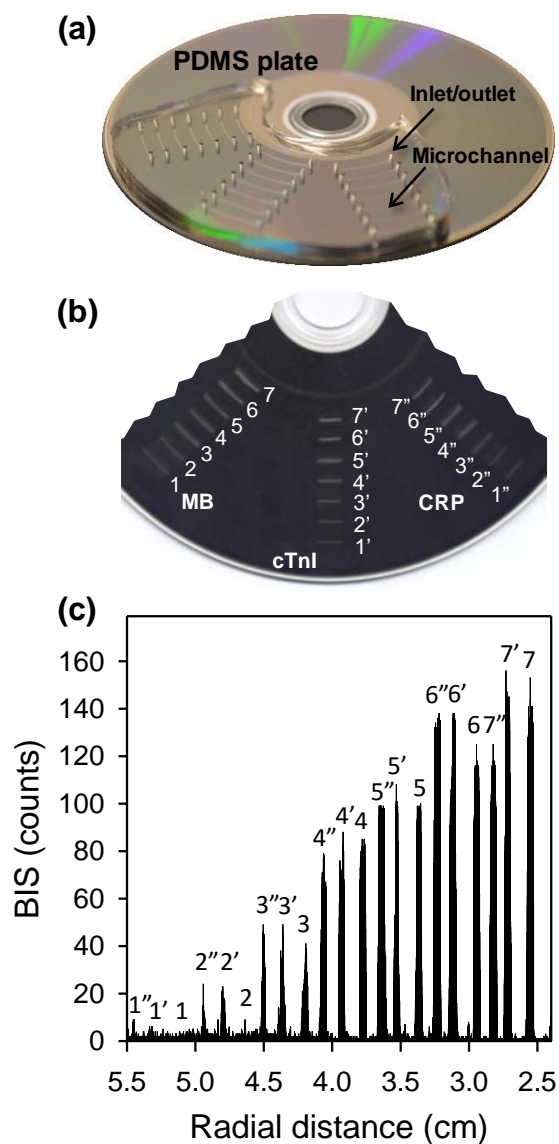 (a)
PDMS plate
Inlet/outlet
Microchannel
(b)
1 2 3 4 5 6 7
MB
7’
6’
5’
4’
3’
2’
1’
cTnI
7” 6” 5” 4” 3” 2” 1”
CRP
(c)
BIS (counts)
160
140
120
100
80
60
40
20
0
1” 1’ 1 2” 2’ 2 3” 3’ 3 4” 4’ 4 5” 5’ 5 6” 6’ 6 7” 7’ 7
5.5 5.0 4.5 4.0 3.5 3.0 2.5
Radial distance (cm)